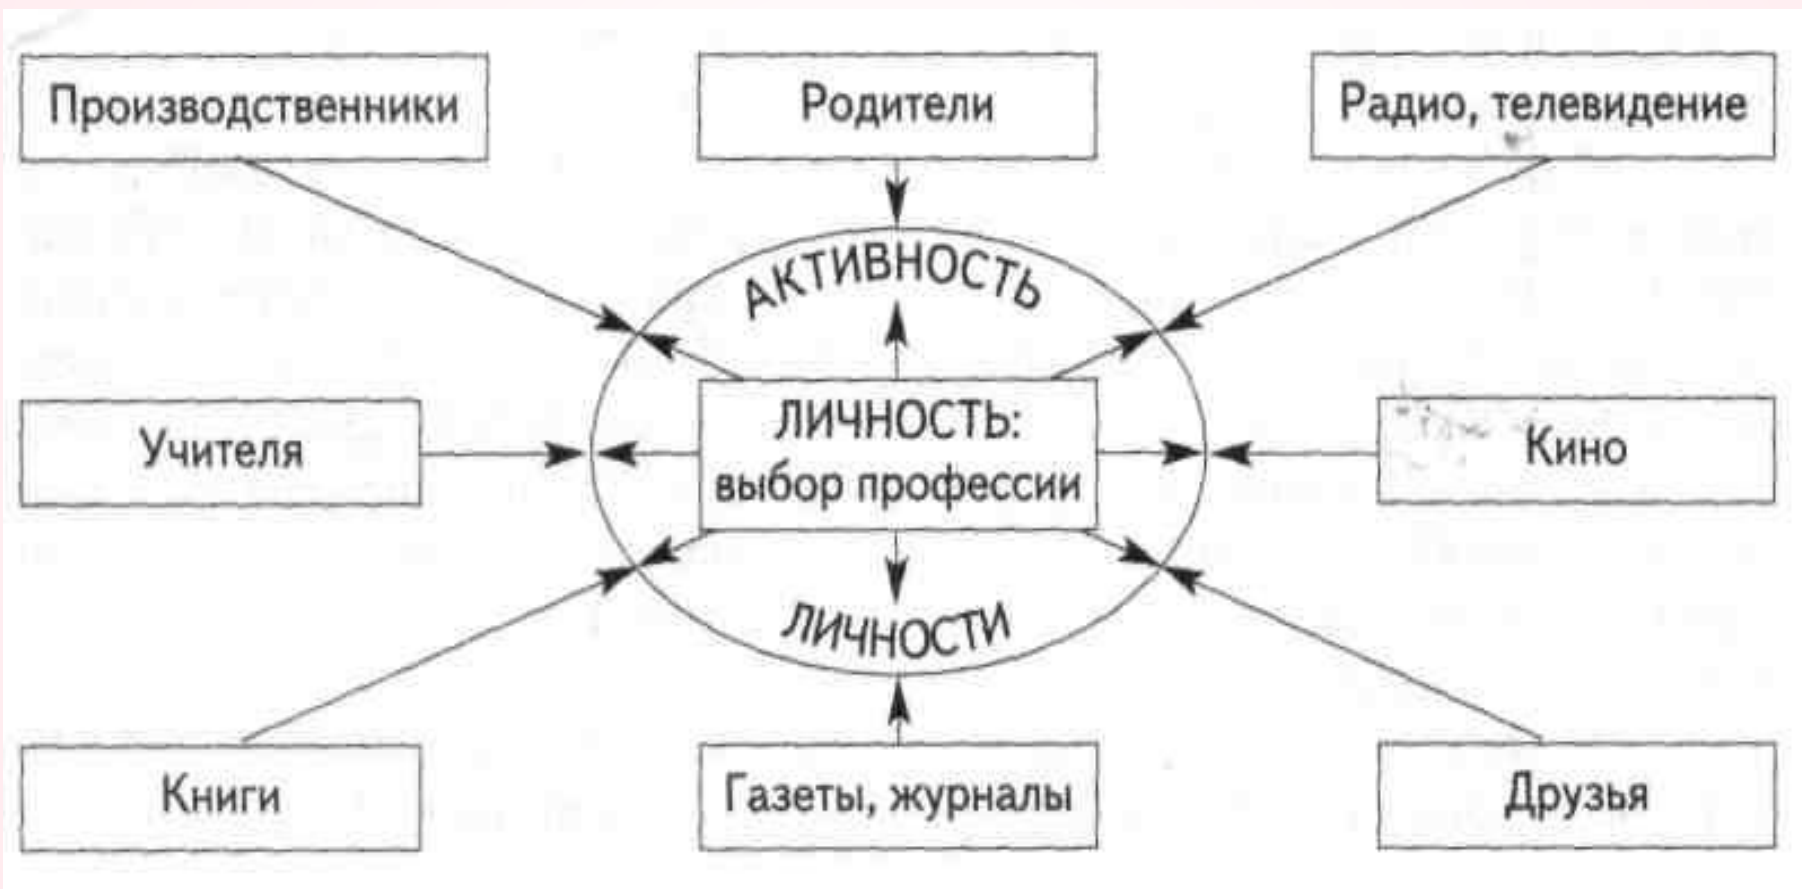 Производственники
Родители
Радио, телевидение
АКТИВНОСТЬ
Учителя
ЛИЧНОСТЬ:
выбор профессии
Кино
ЛИЧНОСТИ
Книги
Газеты, журналы
Друзья